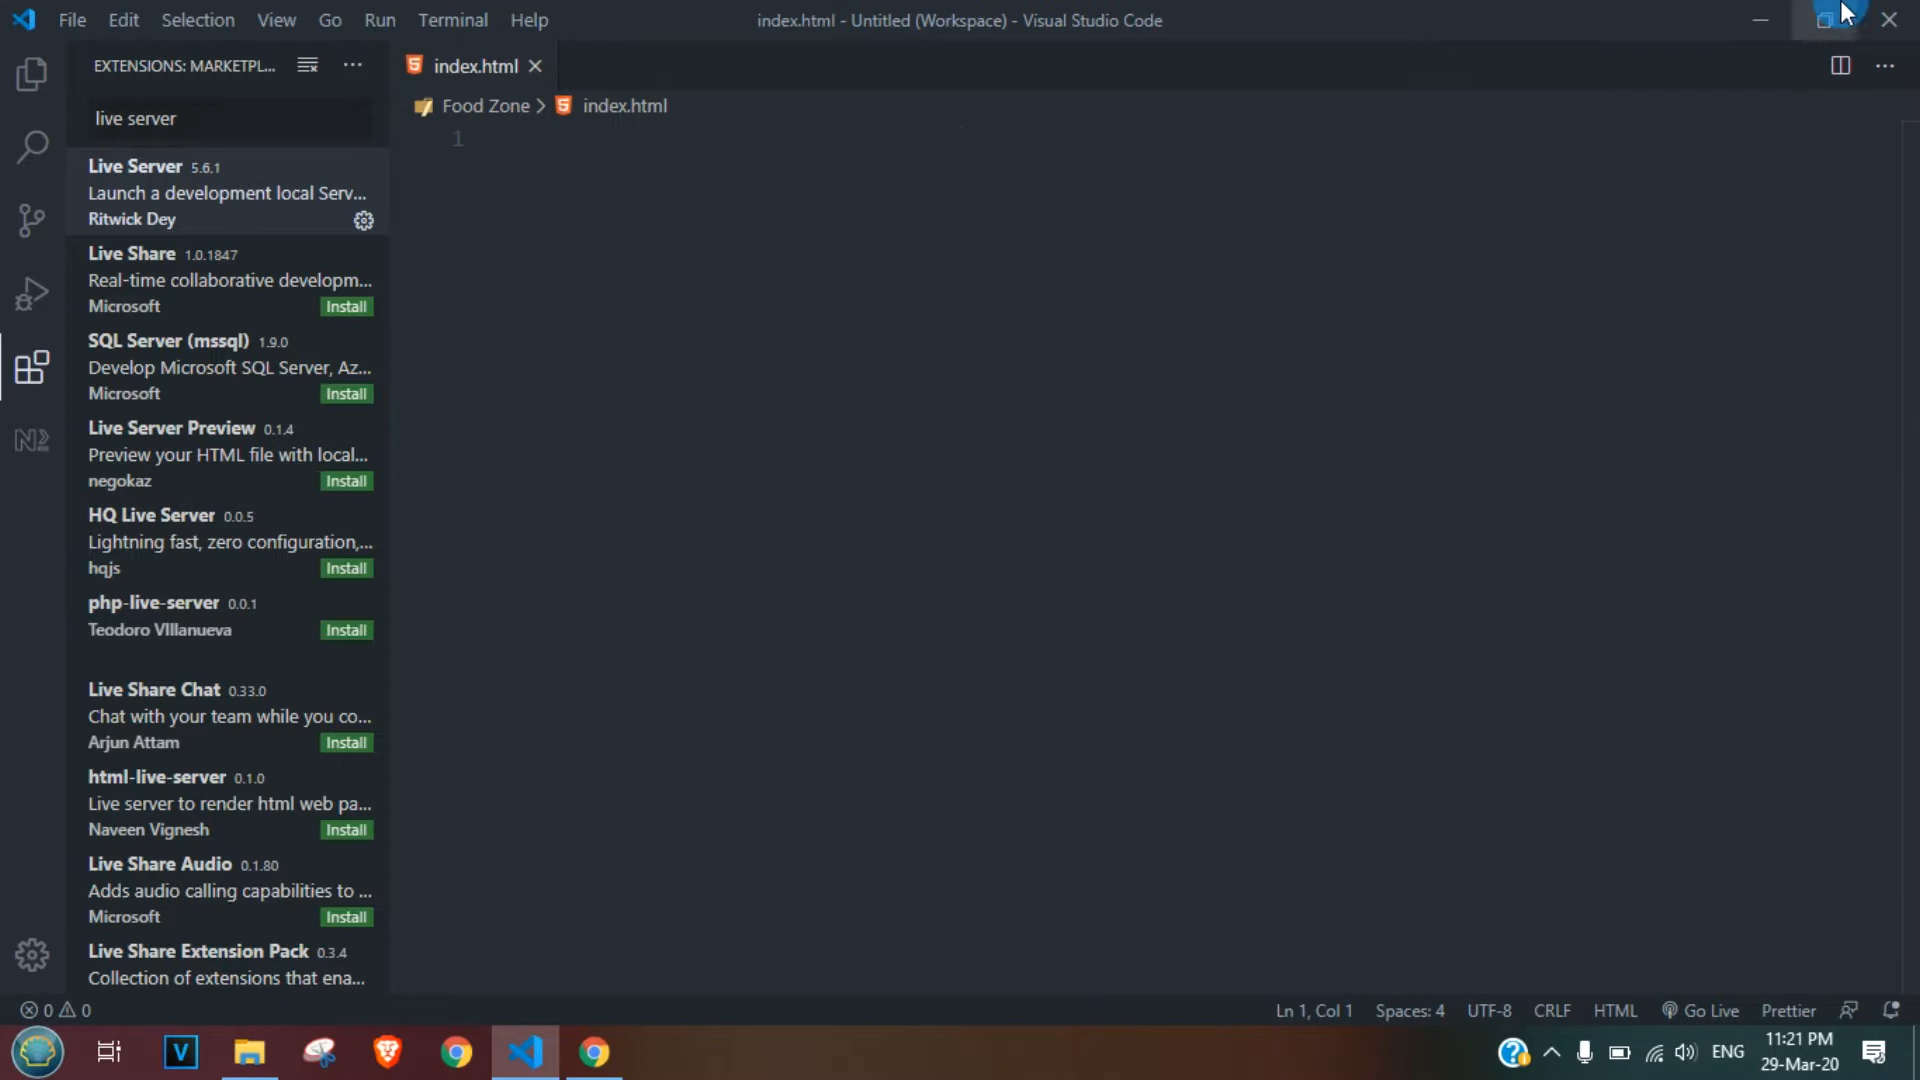 File Edit Selection View Go Run Terminal Help
index.html - Untitled (Workspace) - Visual Studio Code
EXTENSIONS: MARKETPL...
live server
Live Server 5.6.1
Launch a development local Serv...
Ritwick Dey
Live Share 1.0.1847
Real-time collaborative developm...
Microsoft Install
SQL Server (mssql) 1.9.0
Develop Microsoft SQL Server, Az...
Microsoft Install
Live Server Preview 0.1.4
Preview your HTML file with local...
negokaz Install
HQ Live Server 0.0.5
Lightning fast, zero configuration,...
hqjs Install
php-live-server 0.0.1
Teodoro VIllanueva Install
Live Share Chat 0.33.0
Chat with your team while you co...
Arjun Attam Install
html-live-server 0.1.0
Live server to render html web pa...
Naveen Vignesh Install
Live Share Audio 0.1.80
Adds audio calling capabilities to ...
Microsoft Install
Live Share Extension Pack 0.3.4
Collection of extensions that ena...
index.html
Food Zone > index.html
1
0 0
Ln 1, Col 1 Spaces: 4 UTF-8 CRLF HTML Go Live Prettier
ENG
11:21 PM
29-Mar-20